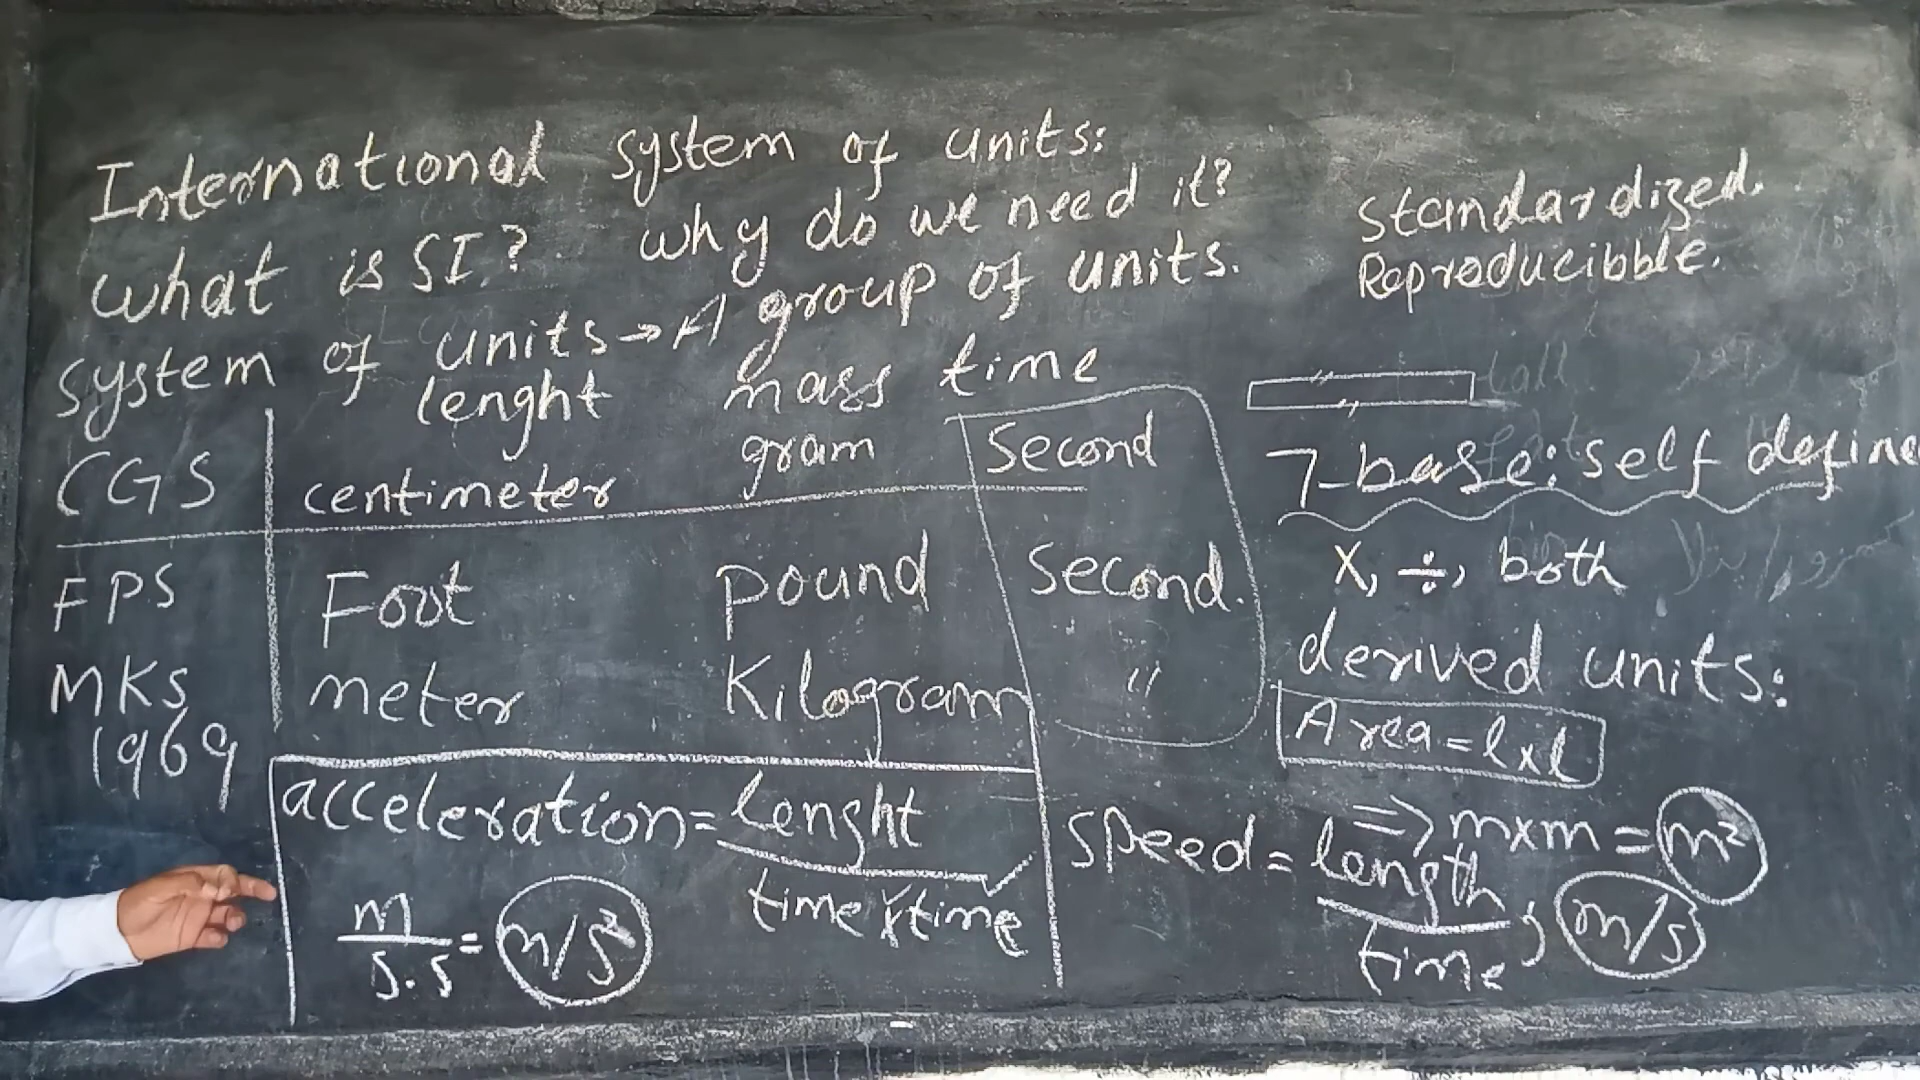 International system of units:
what is SI? why do we need it?
system of units→A group of units.
lenght mass time
CGS centimeter gram Second
FPS Foot pound Second.
MKS meter Kilogram "
1969
acceleration = lenght
time x time
m
s.s = m/s²
Standardized.
Reproducibble.
7-base: self define
X, ÷, both
derived units:
Area = l x l
=> m x m = m²
speed = length
time , m/s